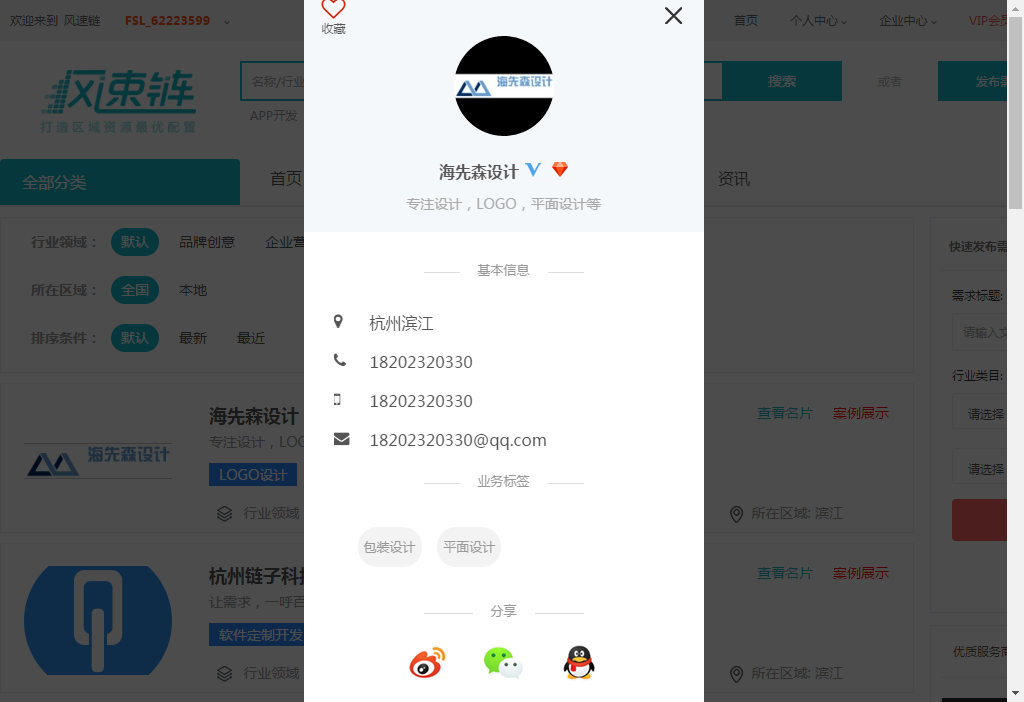 欢迎来到 风速链 FSL_62223599
首页 个人中心 企业中心 VIP会员
收藏
风速链
打造区域资源最优配置
名称/行业
搜索 或者 发布需
APP开发
海先森设计
海先森设计
专注设计，LOGO，平面设计等
全部分类 首页 资讯
行业领域： 默认 品牌创意 企业营
所在区域： 全国 本地
排序条件： 默认 最新 最近
基本信息
杭州滨江
18202320330
18202320330
18202320330@qq.com
业务标签
包装设计 平面设计
分享
海先森设计
海先森设计
专注设计，LOG
LOGO设计
行业领域
查看名片 案例展示
所在区域: 滨江
杭州链子科技
让需求，一呼百
软件定制开发
行业领域
查看名片 案例展示
所在区域: 滨江
快速发布需
需求标题:
请输入文
行业类目:
请选择
请选择
优质服务商